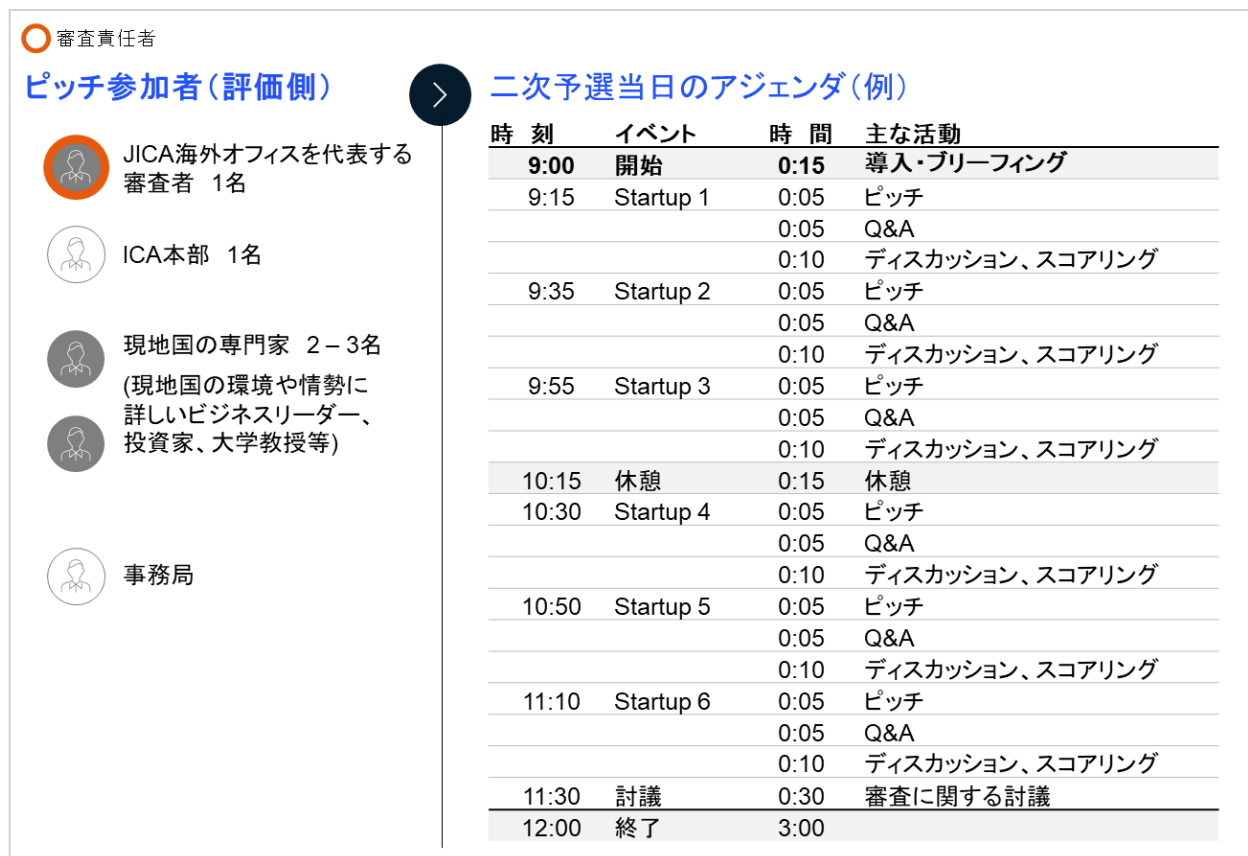 審査責任者
ピッチ参加者（評価側）
JICA海外オフィスを代表する
審査者 1名
ICA本部 1名
現地国の専門家 2 – 3名
(現地国の環境や情勢に
詳しいビジネスリーダー、
投資家、大学教授等)
事務局
二次予選当日のアジェンダ（例）
時 刻 イベント 時 間 主な活動
9:00 開始 0:15 導入・ブリーフィング
9:15 Startup 1 0:05 ピッチ
0:05 Q&A
0:10 ディスカッション、スコアリング
9:35 Startup 2 0:05 ピッチ
0:05 Q&A
0:10 ディスカッション、スコアリング
9:55 Startup 3 0:05 ピッチ
0:05 Q&A
0:10 ディスカッション、スコアリング
10:15 休憩 0:15 休憩
10:30 Startup 4 0:05 ピッチ
0:05 Q&A
0:10 ディスカッション、スコアリング
10:50 Startup 5 0:05 ピッチ
0:05 Q&A
0:10 ディスカッション、スコアリング
11:10 Startup 6 0:05 ピッチ
0:05 Q&A
0:10 ディスカッション、スコアリング
11:30 討議 0:30 審査に関する討議
12:00 終了 3:00